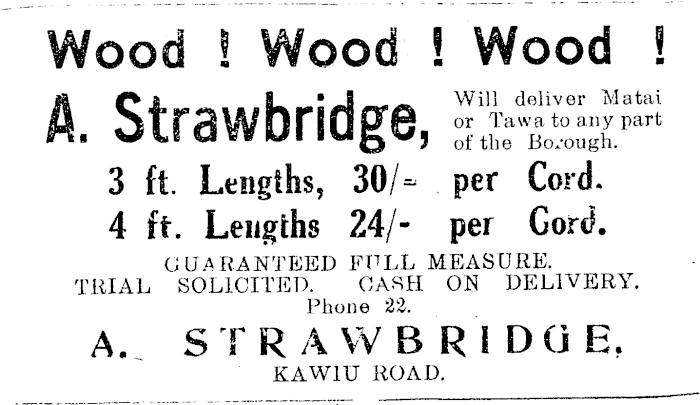 Wood ! Wood ! Wood !
A. Strawbridge,
Will deliver Matai
or Tawa to any part
of the Borough.
3 ft. Lengths, 30/- per Cord.
4 ft. Lengths 24/- per Cord.
GUARANTEED FULL MEASURE.
TRIAL SOLICITED. CASH ON DELIVERY.
Phone 22.
A. STRAWBRIDGE,
KAWIU ROAD.